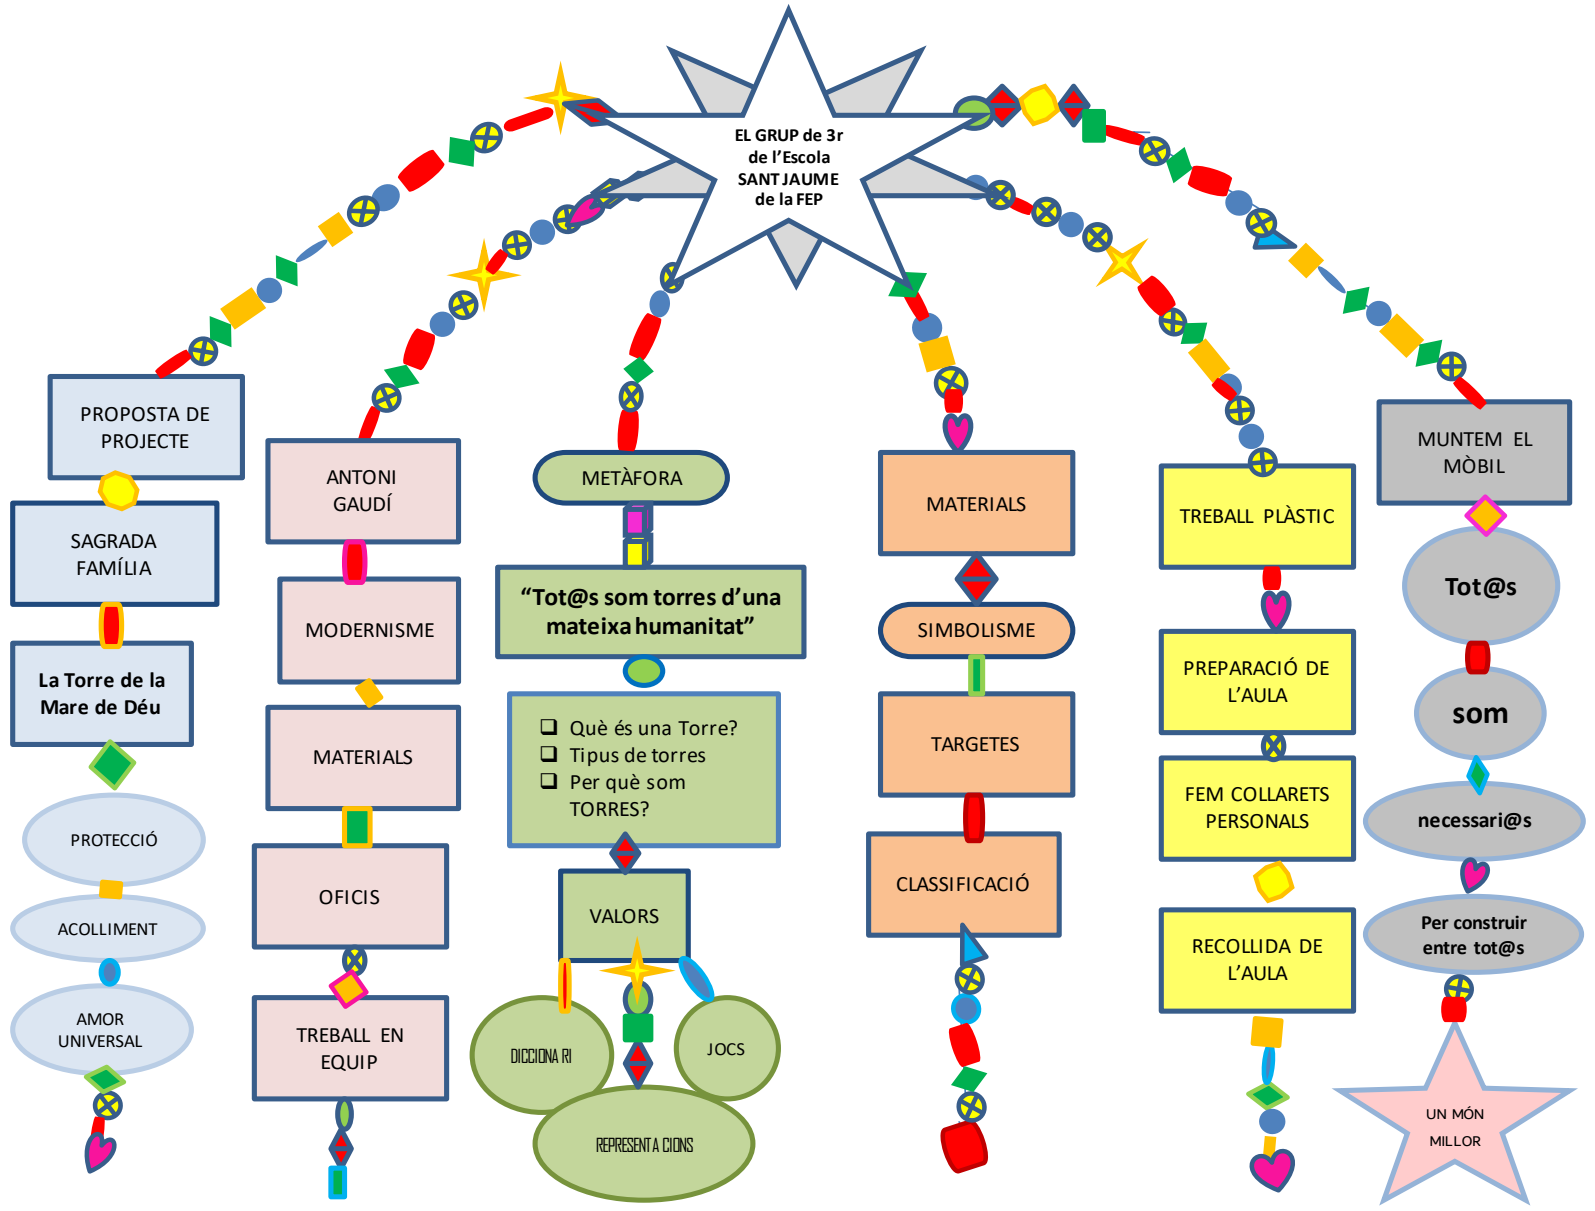 EL GRUP de 3r
de l’Escola
SANT JAUME
de la FEP
PROPOSTA DE
PROJECTE
SAGRADA
FAMÍLIA
La Torre de la
Mare de Déu
PROTECCIÓ
ACOLLIMENT
AMOR
UNIVERSAL
ANTONI
GAUDÍ
MODERNISME
MATERIALS
OFICIS
TREBALL EN
EQUIP
METÀFORA
“Tot@s som torres d’una
mateixa humanitat”
Què és una Torre?
Tipus de torres
Per què som
TORRES?
VALORS
DICCIONA RI
JOCS
REPRESENTA CIONS
MATERIALS
SIMBOLISME
TARGETES
CLASSIFICACIÓ
TREBALL PLÀSTIC
PREPARACIÓ DE
L’AULA
FEM COLLARETS
PERSONALS
RECOLLIDA DE
L’AULA
MUNTEM EL
MÒBIL
Tot@s
som
necessari@s
Per construir
entre tot@s
UN MÓN
MILLOR